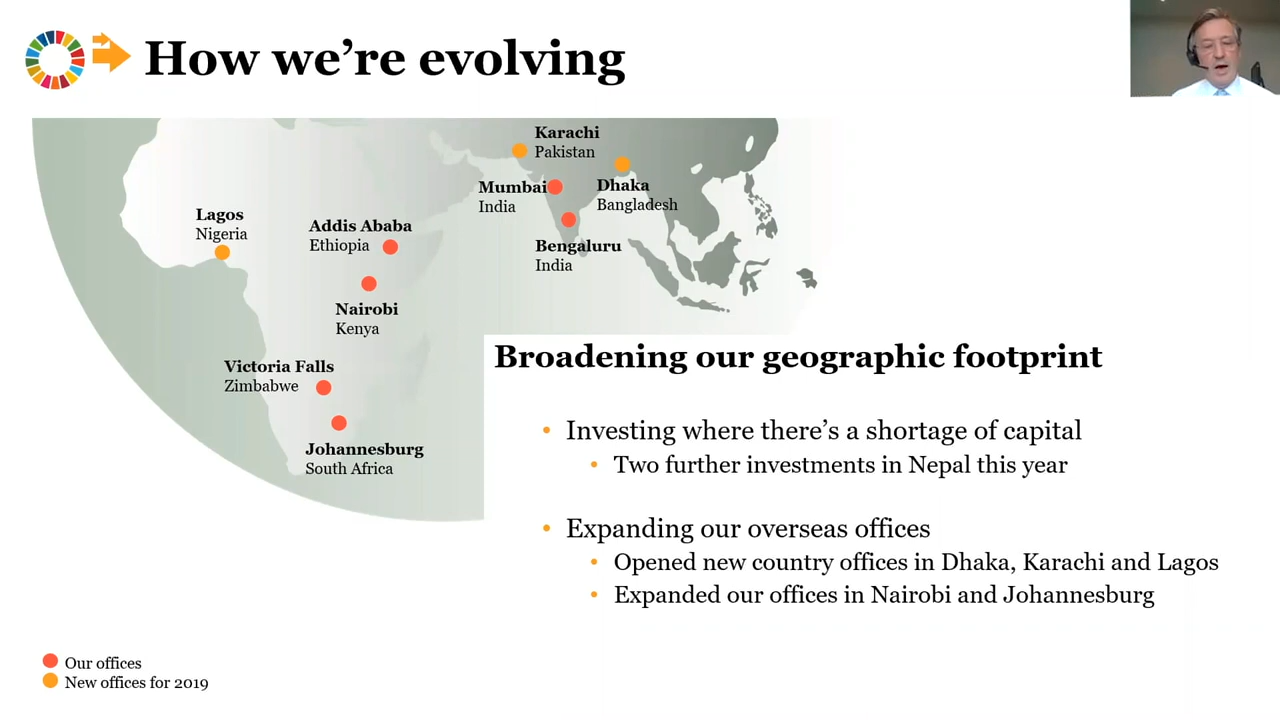 How we’re evolving
Karachi
Pakistan
Mumbai
India
Dhaka
Bangladesh
Lagos
Nigeria
Addis Ababa
Ethiopia
Bengaluru
India
Nairobi
Kenya
Victoria Falls
Zimbabwe
Johannesburg
South Africa
Broadening our geographic footprint
• Investing where there’s a shortage of capital
• Two further investments in Nepal this year
• Expanding our overseas offices
• Opened new country offices in Dhaka, Karachi and Lagos
• Expanded our offices in Nairobi and Johannesburg
Our offices
New offices for 2019